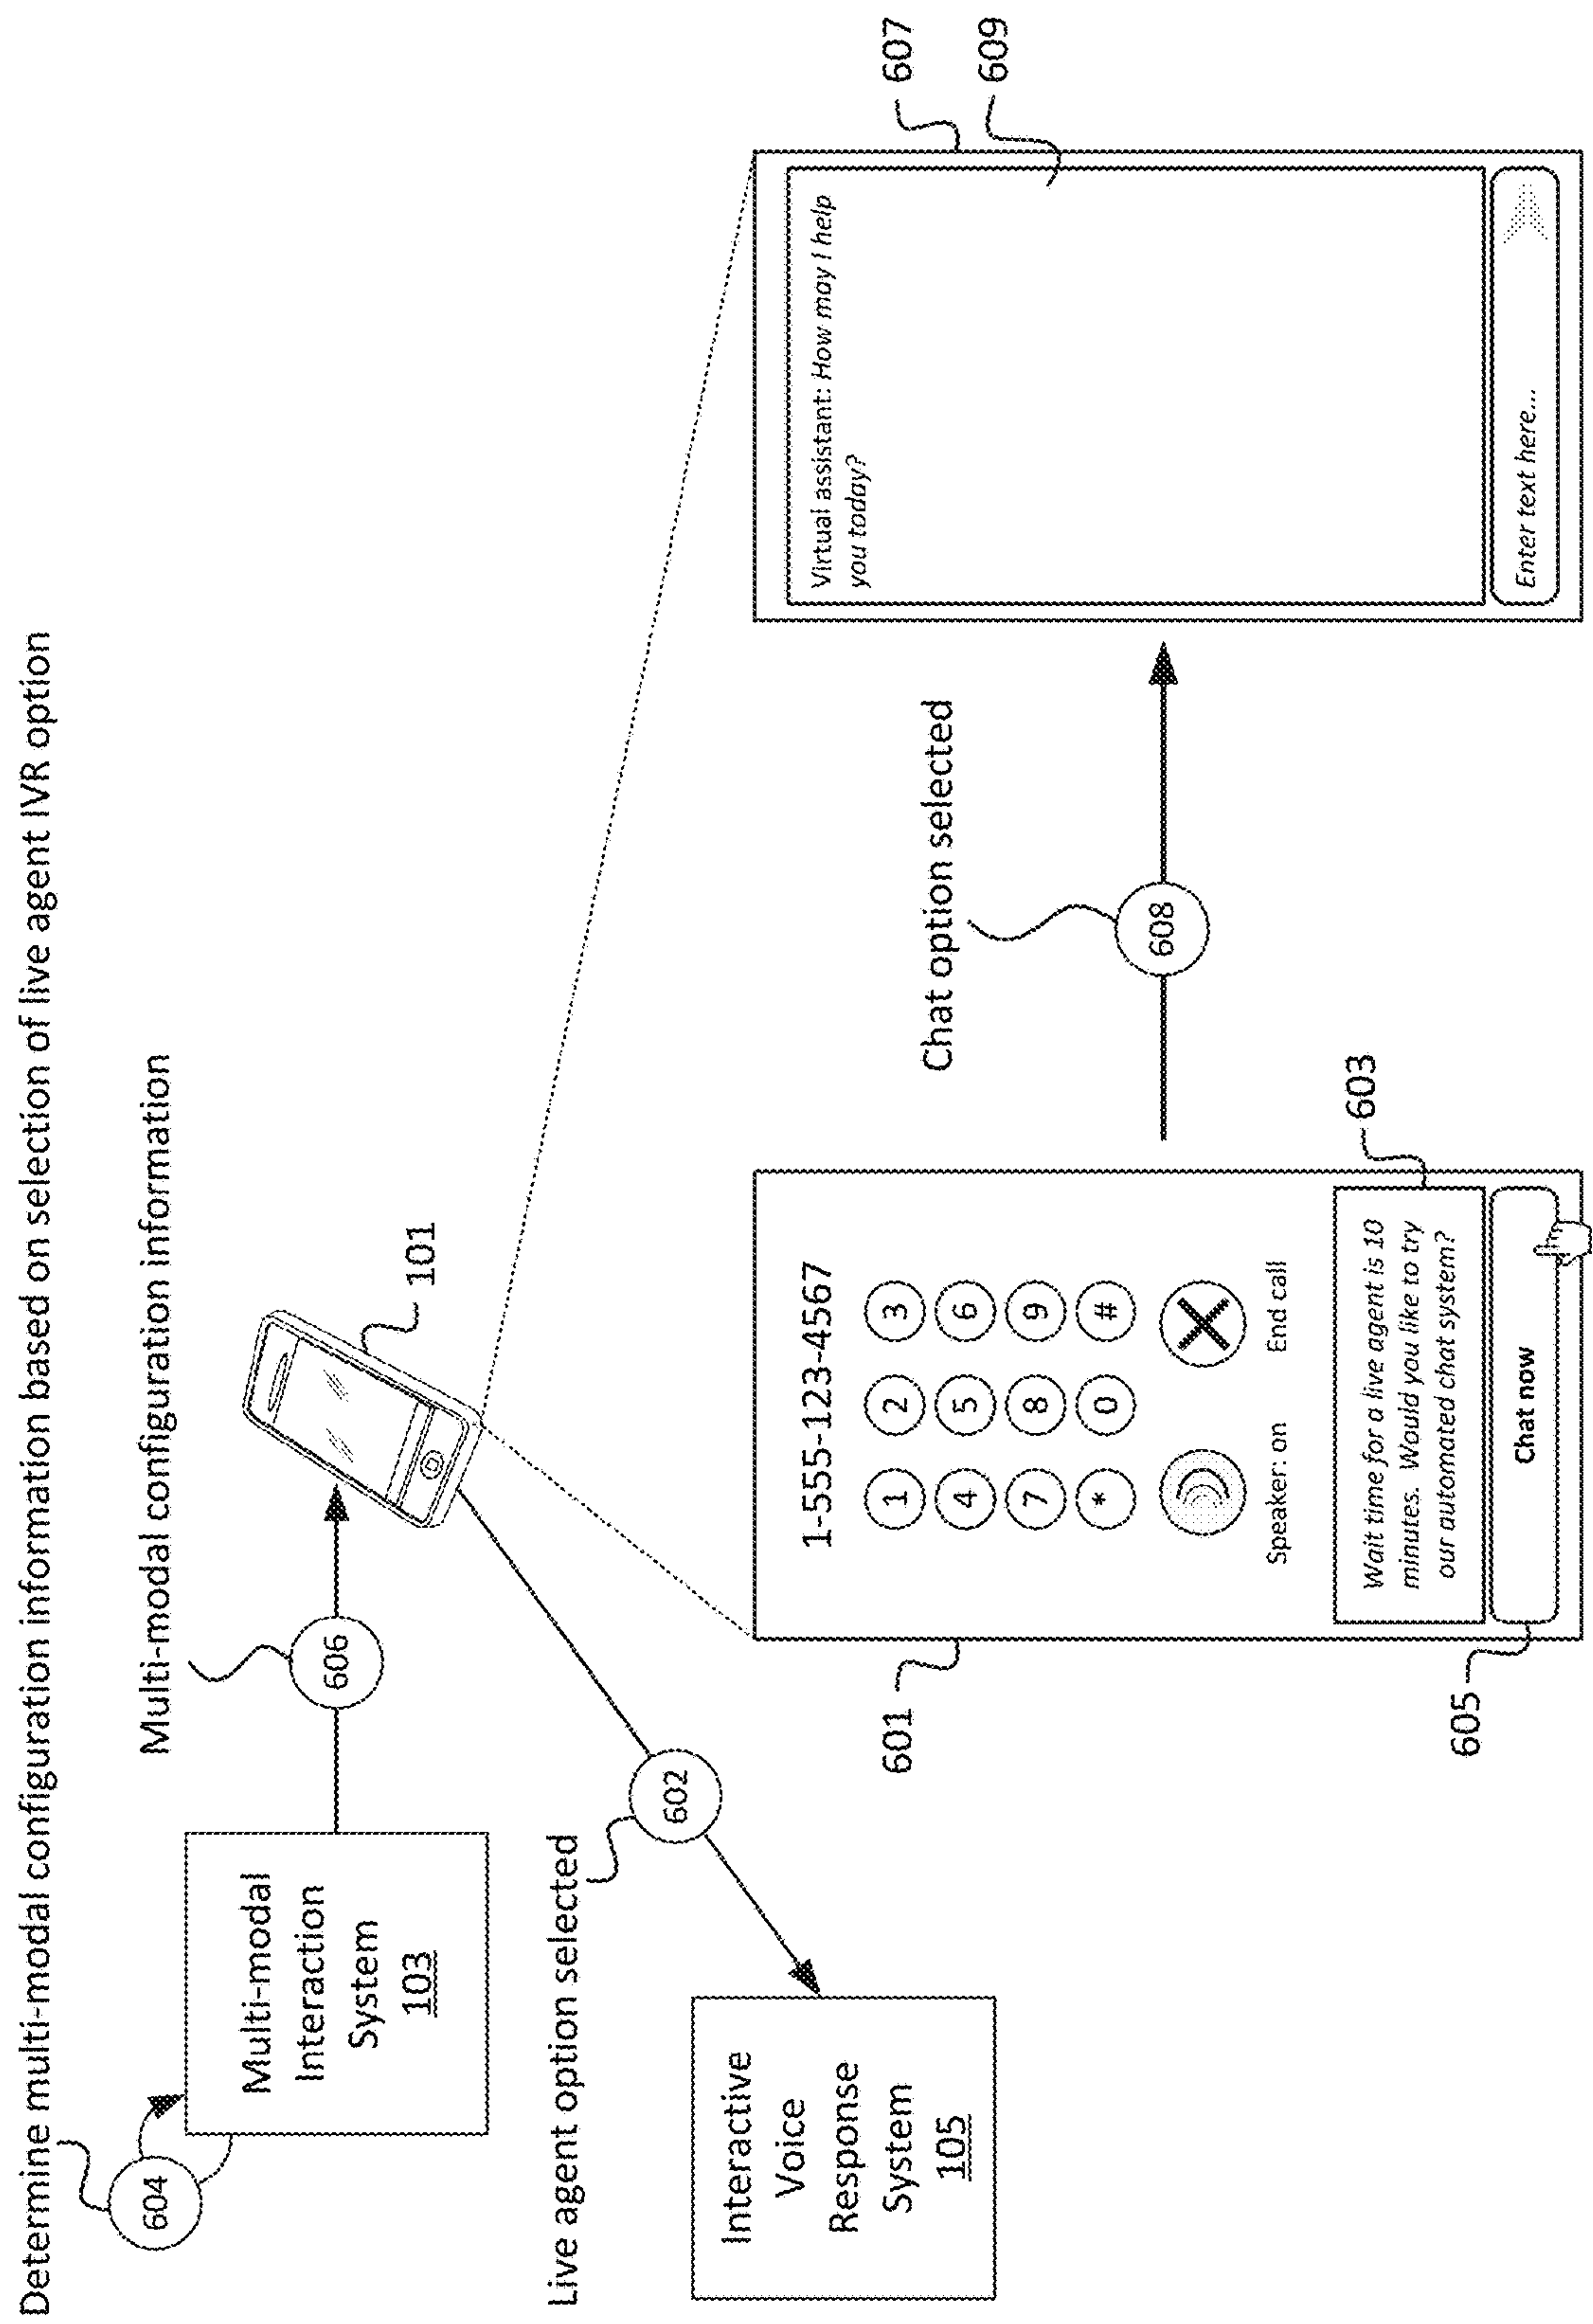 Determine multi-modal configuration information based on selection of live agent IVR option
604
Multi-modal configuration information
Multi-modal
Interaction
System
103
606
101
Live agent option selected
602
Interactive
Voice
Response
System
105
601
1-555-123-4567
1 2 3
4 5 6
7 8 9
* 0 #
Speaker: on End call
Wait time for a live agent is 10
minutes. Would you like to try
our automated chat system?
603
Chat now
605
Chat option selected
608
607
609
Virtual assistant: How may I help
you today?
Enter text here...